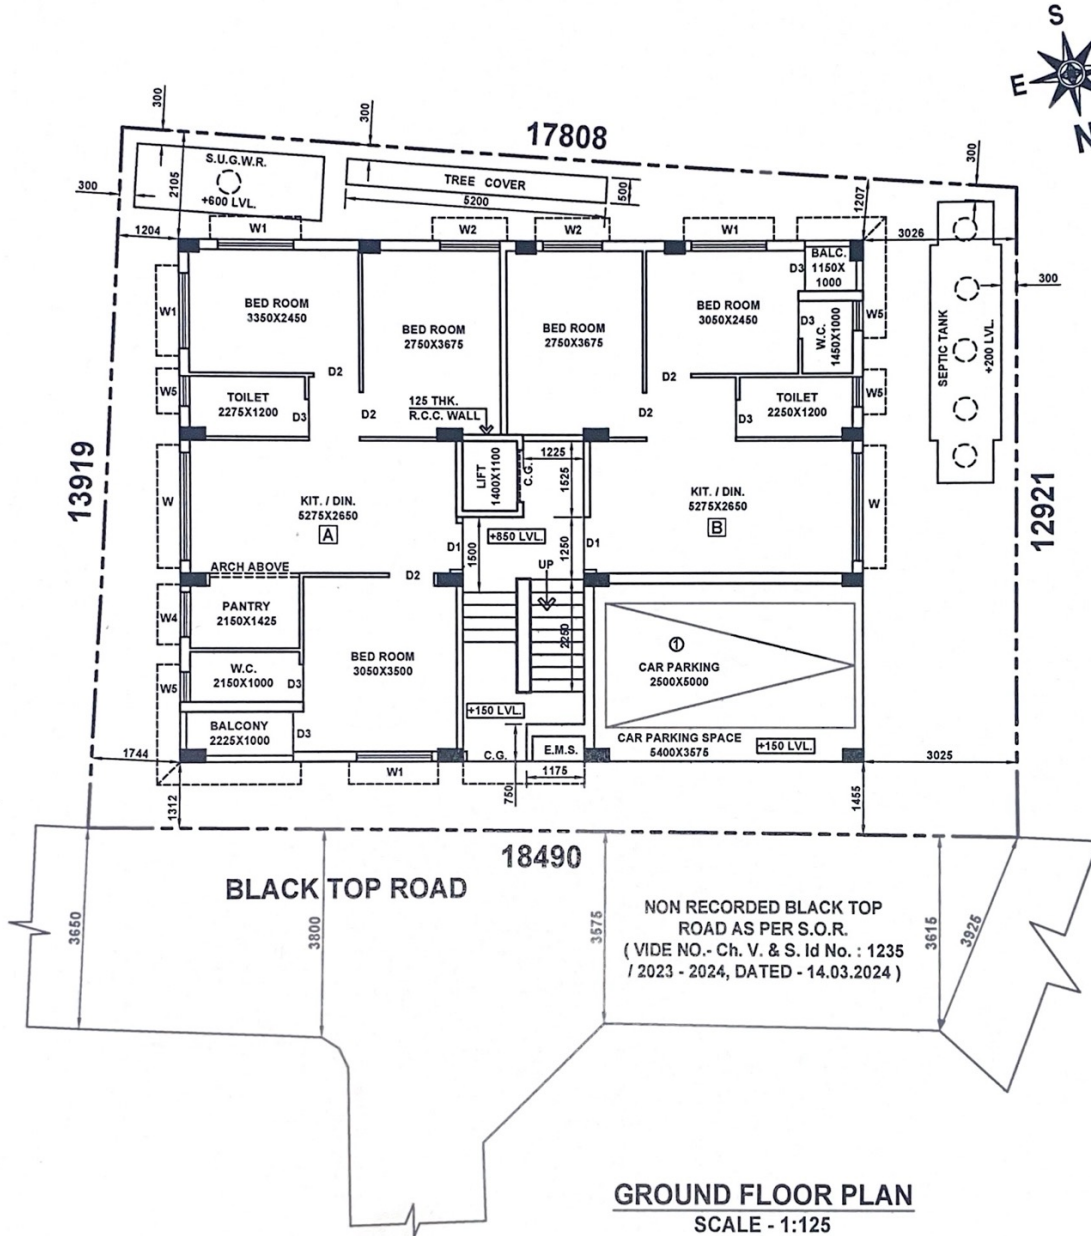 S
E
N
300
300
17808
300
S.U.G.W.R.
+600 LVL.
TREE COVER
5200
500
2105
1207
300
1204
3026
300
W1
W2
W2
W1
BALC.
1150X
1000
D3
BED ROOM
3350X2450
BED ROOM
2750X3675
BED ROOM
2750X3675
BED ROOM
3050X2450
D3
W.C.
1450X1000
W1
W5
SEPTIC TANK
+200 LVL.
D2
D2
W5
TOILET
2275X1200
D3
D2
125 THK.
R.C.C. WALL
D2
D3
TOILET
2250X1200
W5
13919
12921
LIFT
1400X1100
C.G.
1225
1525
W
KIT. / DIN.
5275X2650
A
KIT. / DIN.
5275X2650
B
W
+850 LVL.
D1
1500
1250
D1
UP
ARCH ABOVE
D2
W4
PANTRY
2150X1425
2250
1
CAR PARKING
2500X5000
BED ROOM
3050X3500
W.C.
2150X1000
D3
W5
+150 LVL.
BALCONY
2225X1000
D3
CAR PARKING SPACE
5400X3575
+150 LVL.
E.M.S.
C.G.
1744
W1
1175
3025
750
1312
1455
18490
BLACK TOP ROAD
3650
3800
3575
3615
3925
NON RECORDED BLACK TOP
ROAD AS PER S.O.R.
( VIDE NO.- Ch. V. & S. Id No. : 1235
/ 2023 - 2024, DATED - 14.03.2024 )
GROUND FLOOR PLAN
SCALE - 1:125